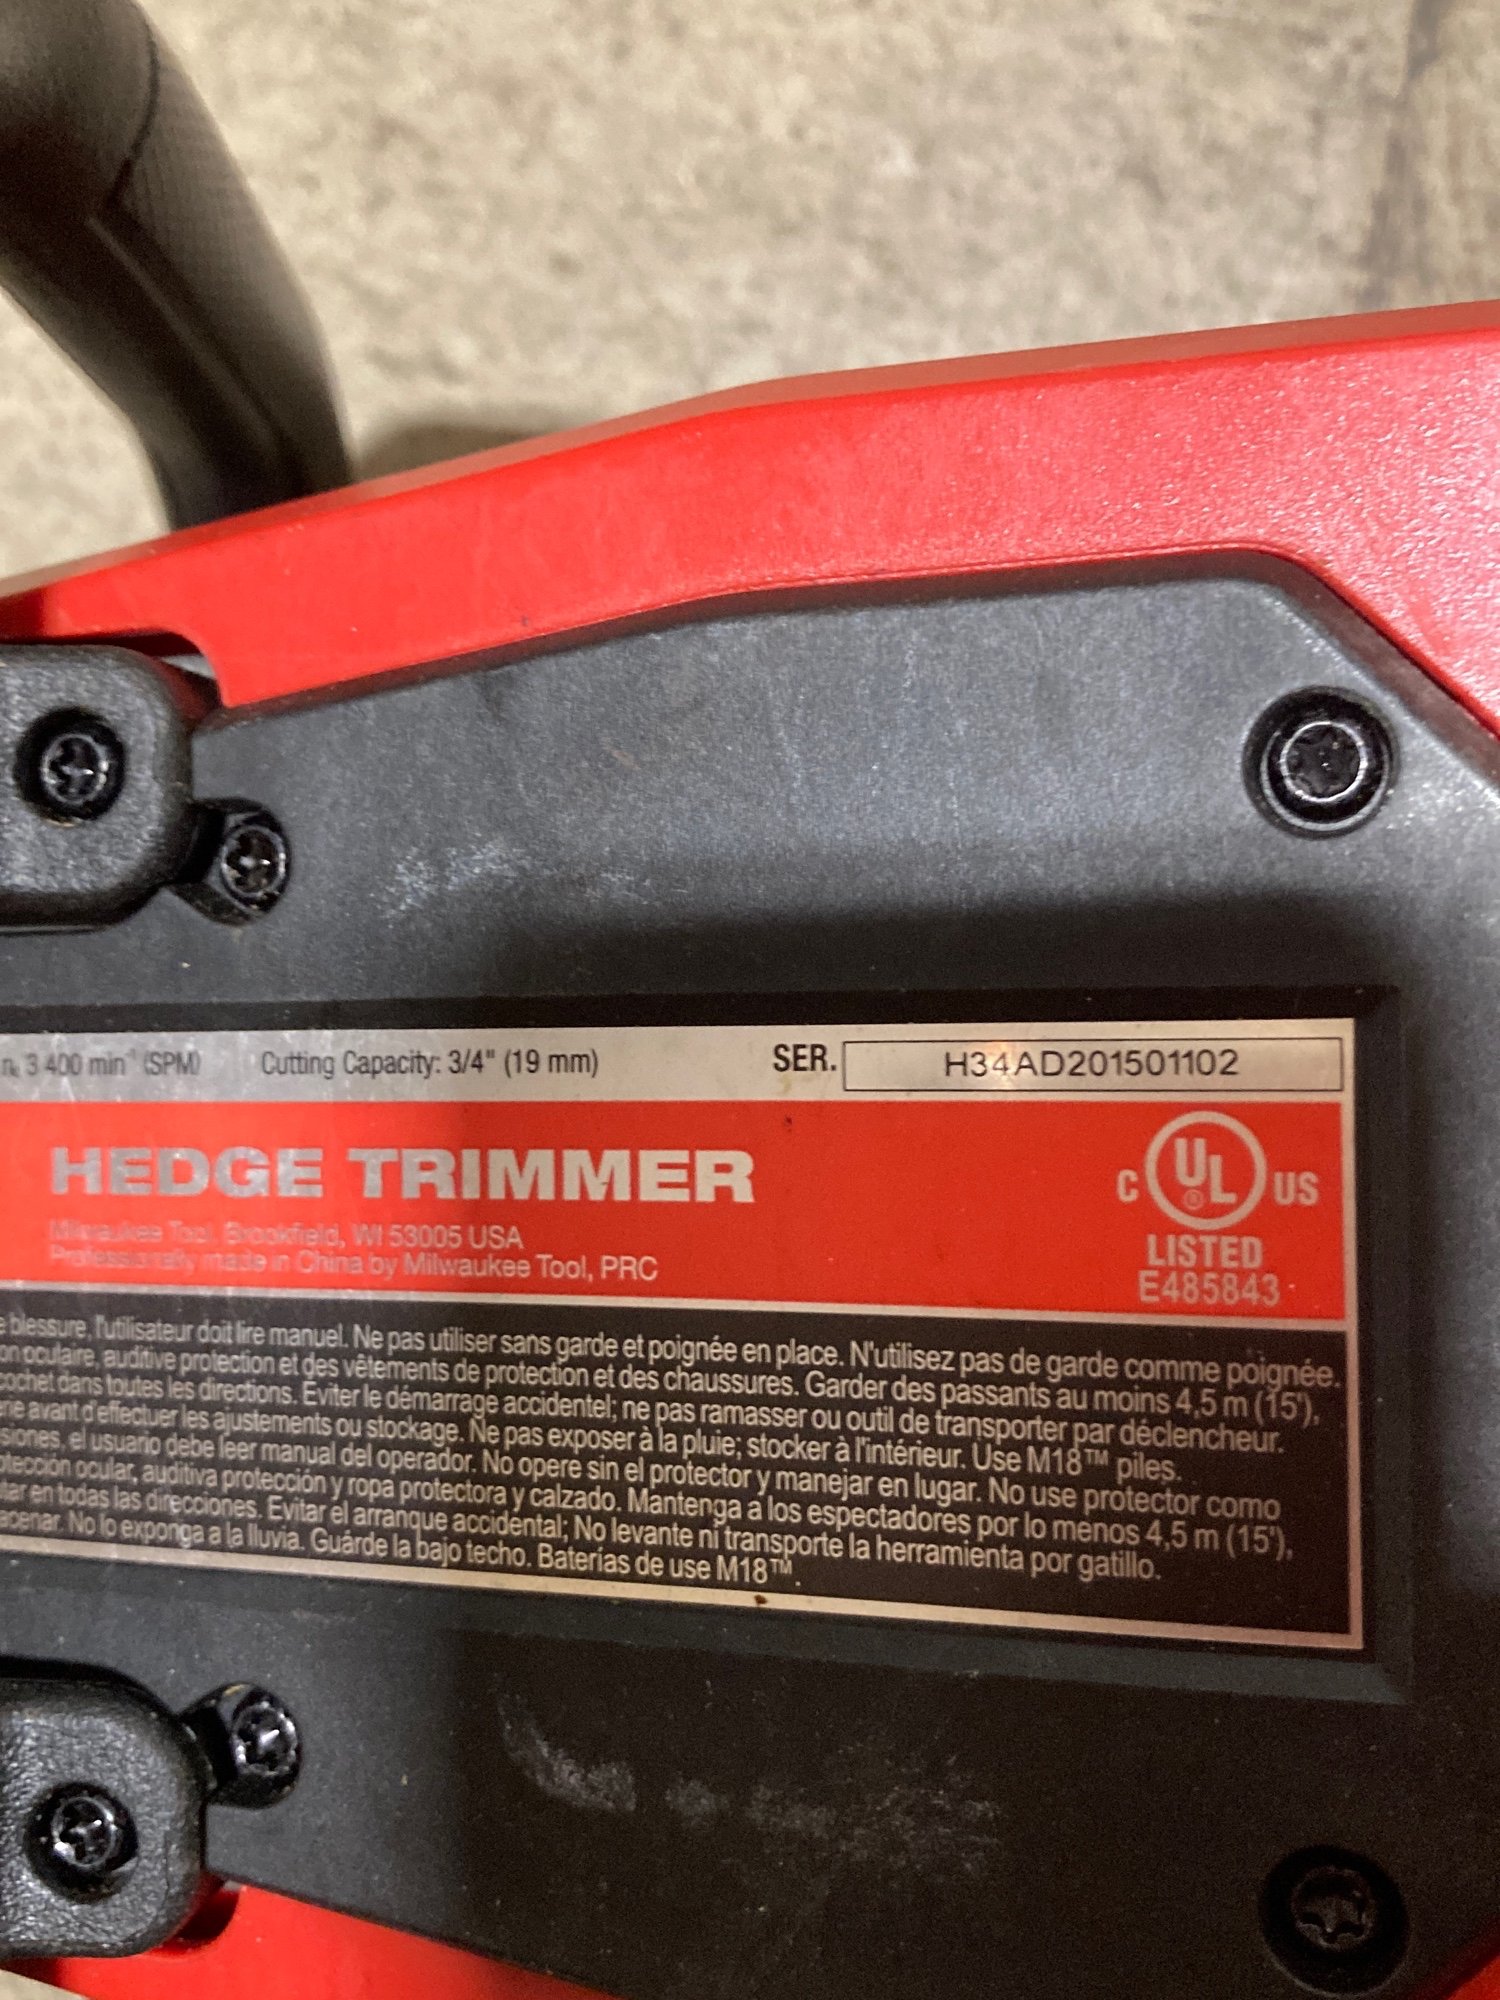 n₀ 3 400 min⁻¹ (SPM) Cutting Capacity: 3/4" (19 mm) SER. H34AD201501102
HEDGE TRIMMER
Milwaukee Tool, Brookfield, WI 53005 USA
Professionally made in China by Milwaukee Tool, PRC
C UL® US
LISTED
E485843
blessure, l'utilisateur doit lire manuel. Ne pas utiliser sans garde et poignée en place. N'utilisez pas de garde comme poignée.
oculaire, auditive protection et des vêtements de protection et des chaussures. Garder des passants au moins 4,5 m (15'),
dans toutes les directions. Éviter le démarrage accidentel; ne pas ramasser ou outil de transporter par déclencheur.
avant d'effectuer les ajustements ou stockage. Ne pas exposer à la pluie; stocker à l'intérieur. Use M18™ piles.
el usuario debe leer manual del operador. No opere sin el protector y manejar en lugar. No use protector como
ocular, auditiva protección y ropa protectora y calzado. Mantenga a los espectadores por lo menos 4,5 m (15'),
en todas las direcciones. Evitar el arranque accidental; No levante ni transporte la herramienta por gatillo.
No lo exponga a la lluvia. Guárde la bajo techo. Baterías de use M18™.